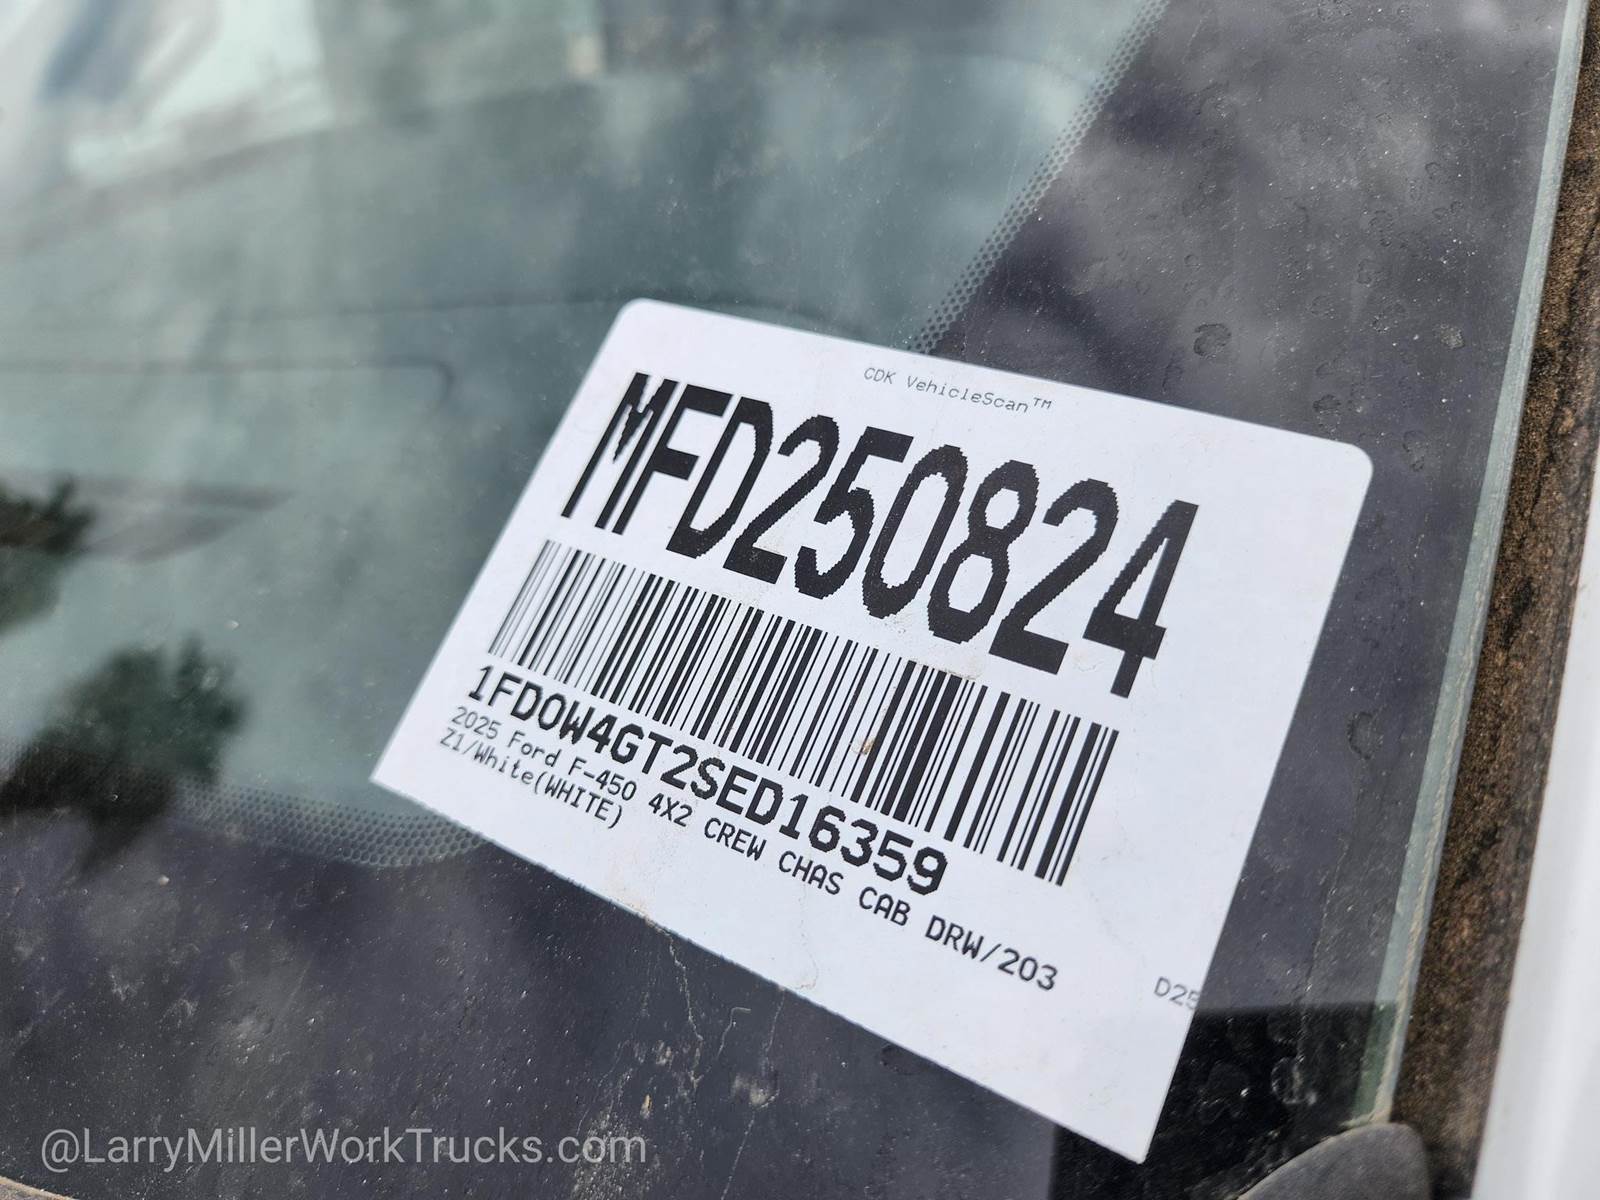 CDK VehicleScan™
MFD250824
1FD0W4GT2SED16359
2025 Ford F-450 4X2 CREW CHAS CAB DRW/203
Z1/White(WHITE)
D25
@LarryMillerWorkTrucks.com